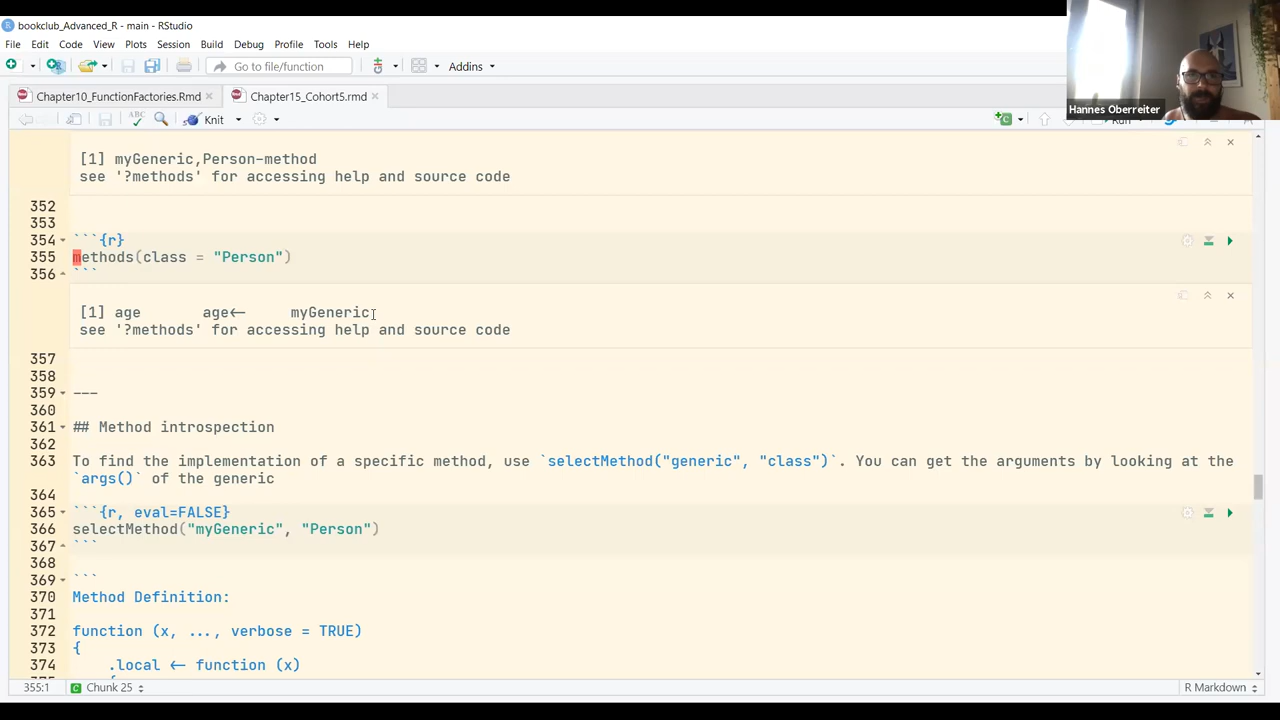 bookclub_Advanced_R - main - RStudio
File Edit Code View Plots Session Build Debug Profile Tools Help
Go to file/function Addins
Chapter10_FunctionFactories.Rmd Chapter15_Cohort5.rmd
Knit Run
Hannes Oberreiter
[1] myGeneric,Person-method
see '?methods' for accessing help and source code
352
353
354 ```{r}
355 methods(class = "Person")
356 ```
[1] age age← myGeneric
see '?methods' for accessing help and source code
357
358
359 ---
360
361 ## Method introspection
362
363 To find the implementation of a specific method, use `selectMethod("generic", "class")`. You can get the arguments by looking at the
`args()` of the generic
364
365 ```{r, eval=FALSE}
366 selectMethod("myGeneric", "Person")
367 ```
368
369 ```
370 Method Definition:
371
372 function (x, ..., verbose = TRUE)
373 {
374 .local ← function (x)
355:1 Chunk 25 R Markdown